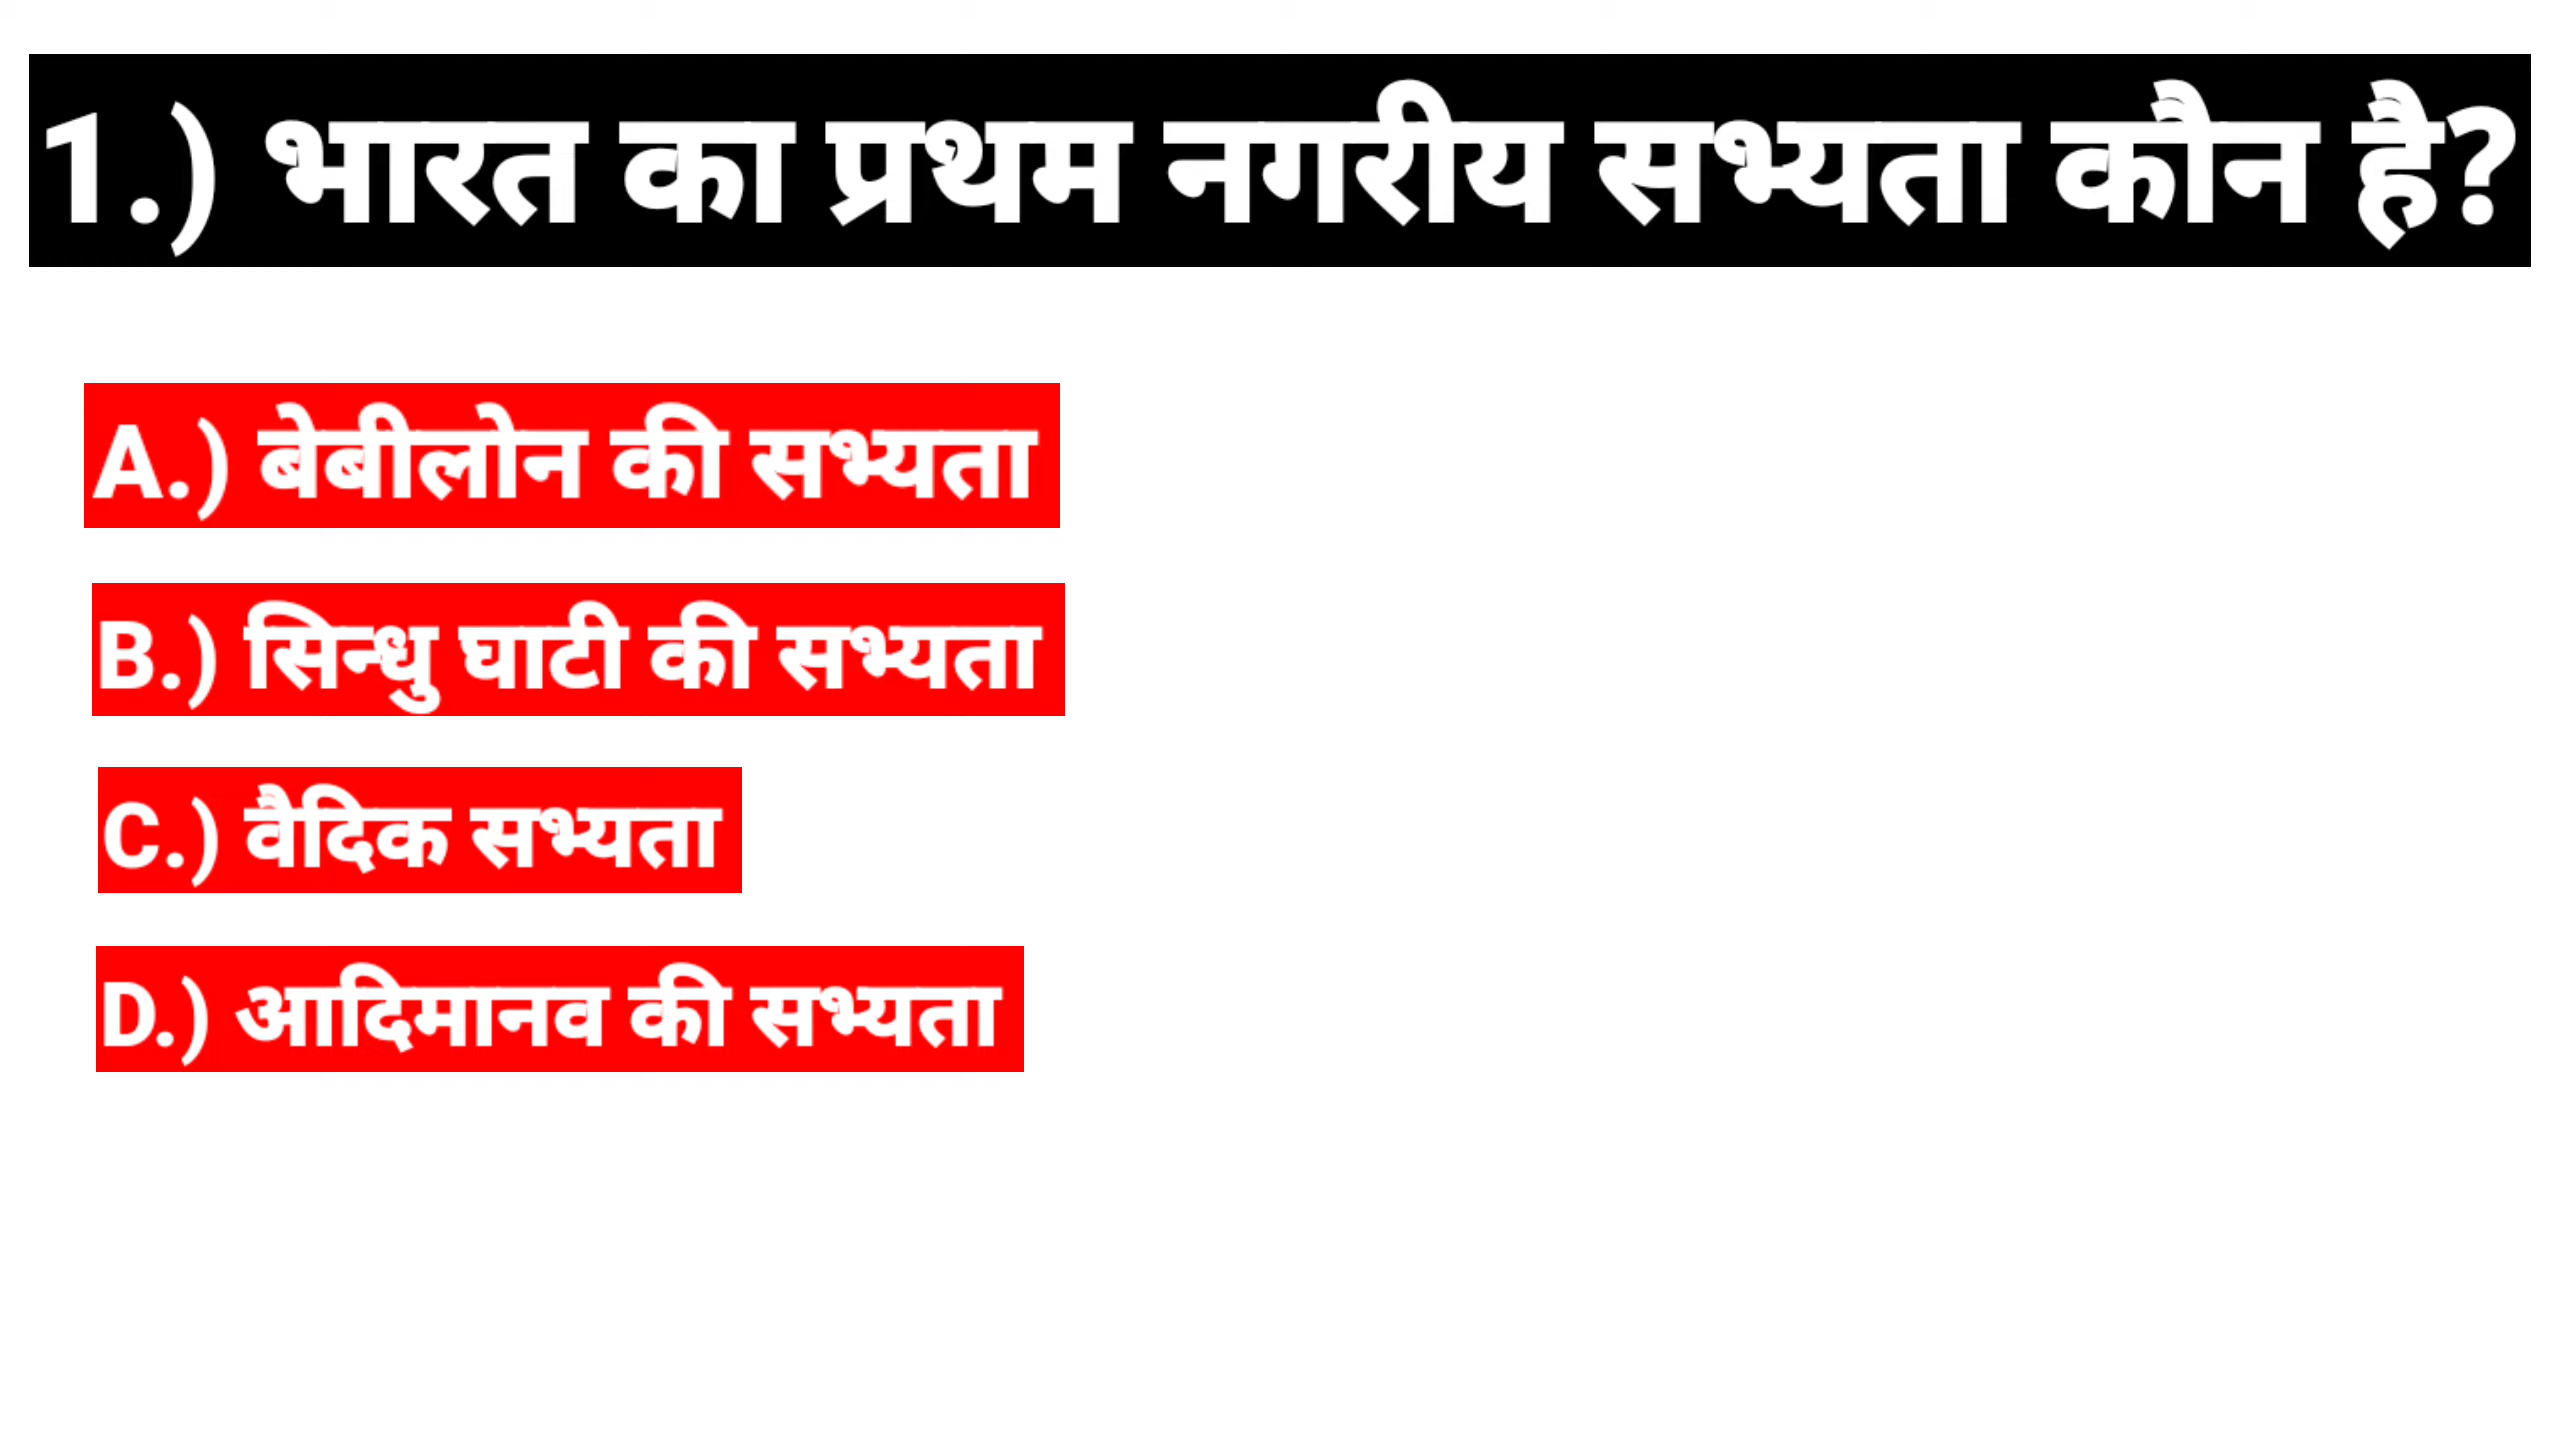 1.) भारत का प्रथम नगरीय सभ्यता कौन है?
A.) बेबीलोन की सभ्यता
B.) सिन्धु घाटी की सभ्यता
C.) वैदिक सभ्यता
D.) आदिमानव की सभ्यता